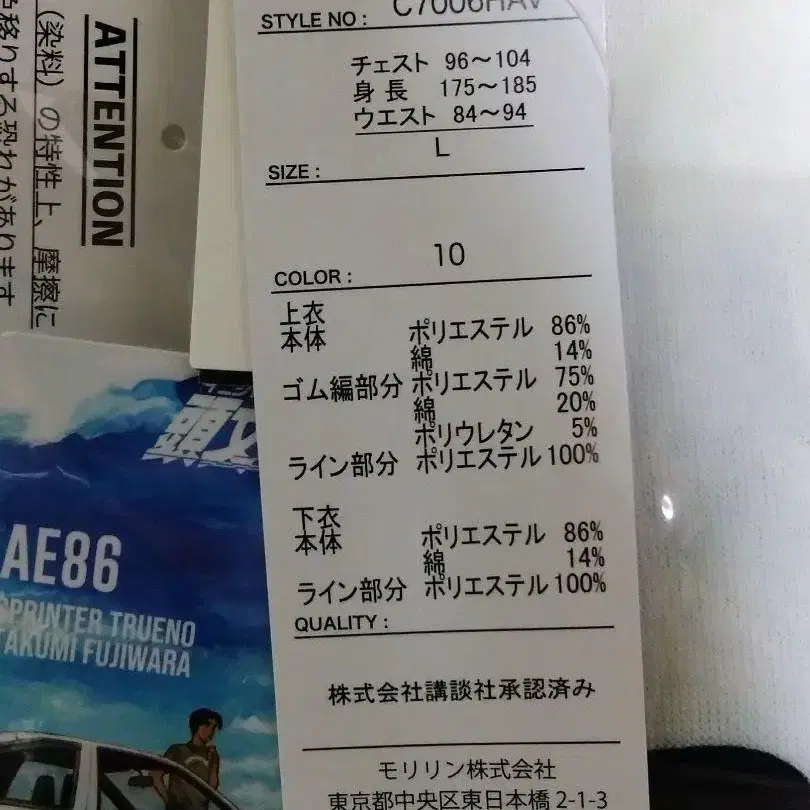 STYLE NO :
チェスト 96～104
身長 175～185
ウエスト 84～94
L
SIZE :
10
COLOR :
上衣
本体 ポリエステル 86%
綿 14%
ゴム編部分 ポリエステル 75%
綿 20%
ポリウレタン 5%
ライン部分 ポリエステル 100%
下衣
本体 ポリエステル 86%
綿 14%
ライン部分 ポリエステル 100%
QUALITY :
株式会社講談社承認済み
モリリン株式会社
東京都中央区東日本橋 2-1-3
ATTENTION
(染料) の特性上、摩擦に
色移りする恐れがあります
頭文
AE86
SPRINTER TRUENO
TAKUMI FUJIWARA